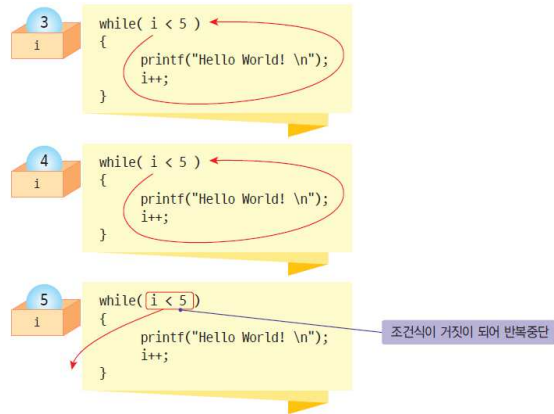 3
i
while( i < 5 )
{
printf("Hello World! \n");
i++;
}
4
i
while( i < 5 )
{
printf("Hello World! \n");
i++;
}
5
i
while( i < 5 )
{
printf("Hello World! \n");
i++;
}
조건식이 거짓이 되어 반복중단